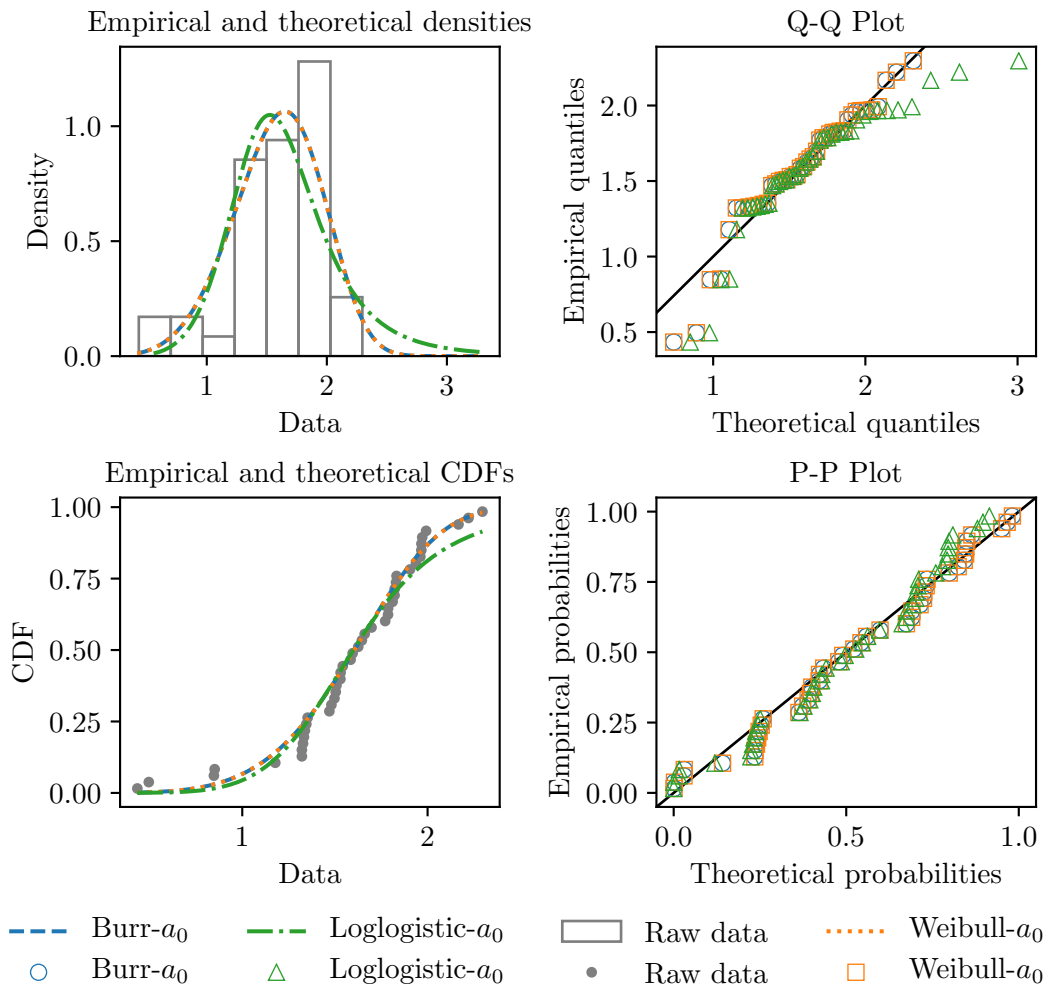 Empirical and theoretical densities
Density
0.0
0.5
1.0
1
2
3
Data
Q-Q Plot
Empirical quantiles
0.5
1.0
1.5
2.0
1
2
3
Theoretical quantiles
Empirical and theoretical CDFs
CDF
0.00
0.25
0.50
0.75
1.00
1
2
Data
P-P Plot
Empirical probabilities
0.00
0.25
0.50
0.75
1.00
0.0
0.5
1.0
Theoretical probabilities
Burr-a₀
Loglogistic-a₀
Raw data
Weibull-a₀
Burr-a₀
Loglogistic-a₀
Raw data
Weibull-a₀